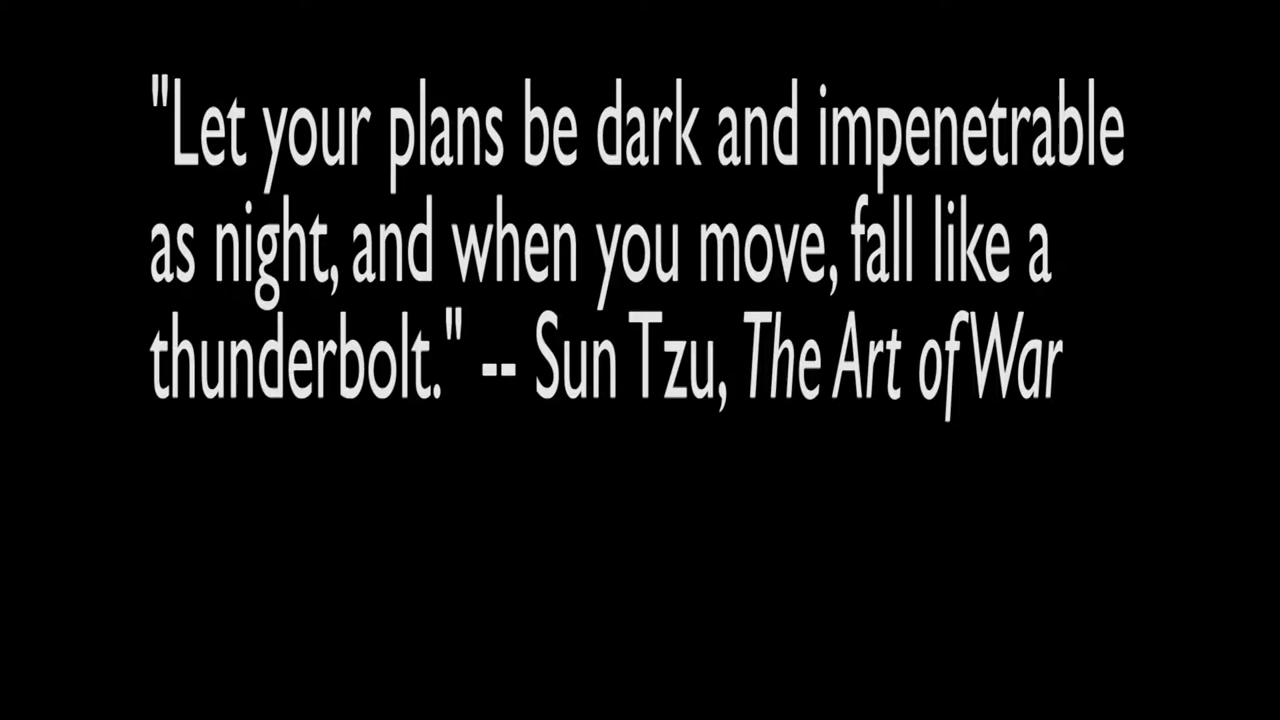 "Let your plans be dark and impenetrable
as night, and when you move, fall like a
thunderbolt." -- Sun Tzu, The Art of War